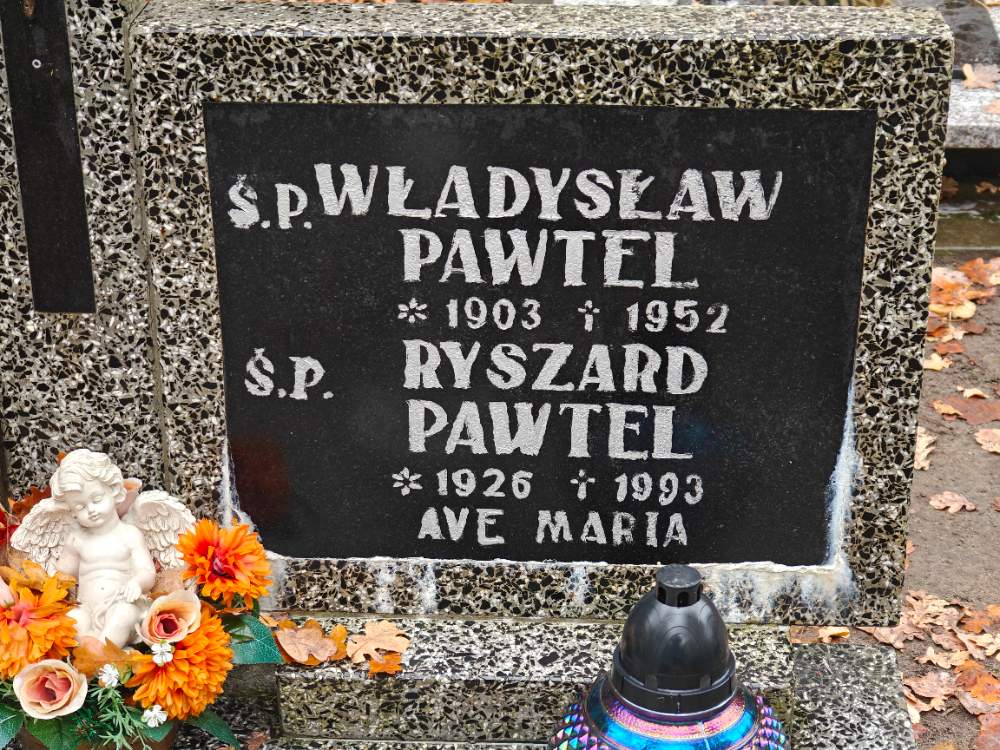 Ś.P. WŁADYSŁAW
PAWTEL
* 1903 † 1952
Ś.P. RYSZARD
PAWTEL
* 1926 † 1993
AVE MARIA